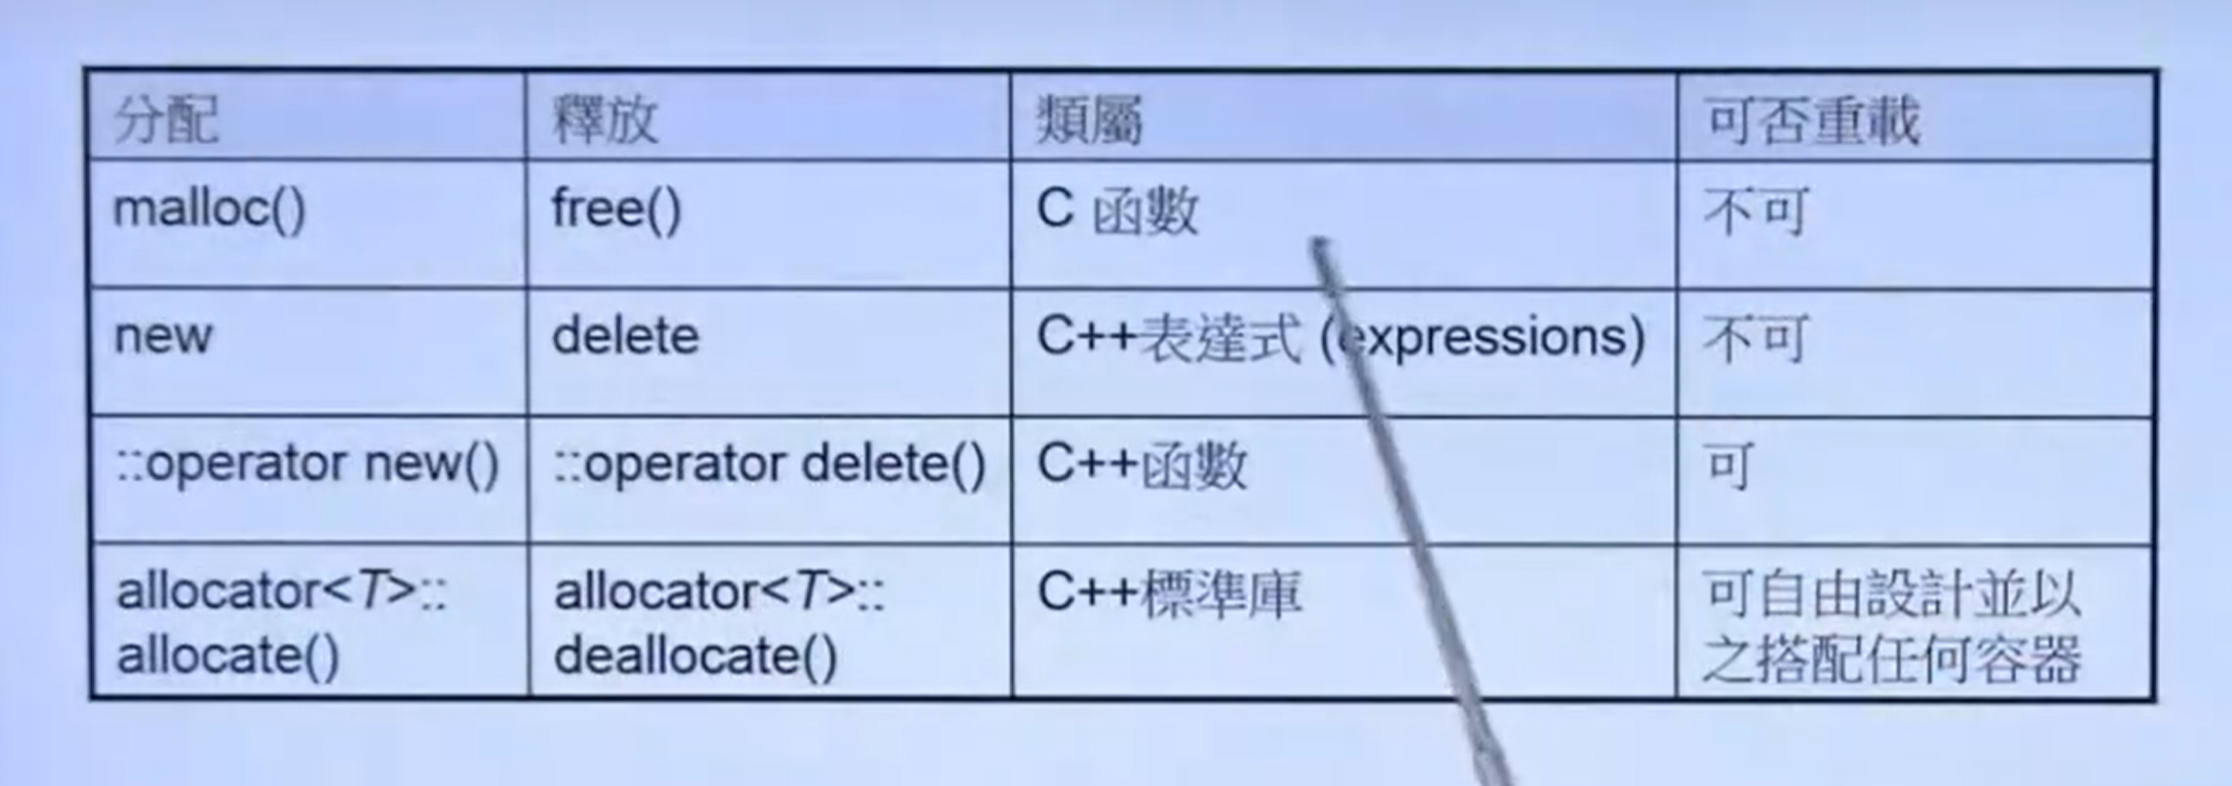 分配 釋放 類屬 可否重載
malloc() free() C 函數 不可
new delete C++表達式 (expressions) 不可
::operator new() ::operator delete() C++函數 可
allocator<T>:: allocator<T>:: C++標準庫 可自由設計並以
allocate() deallocate() 之搭配任何容器